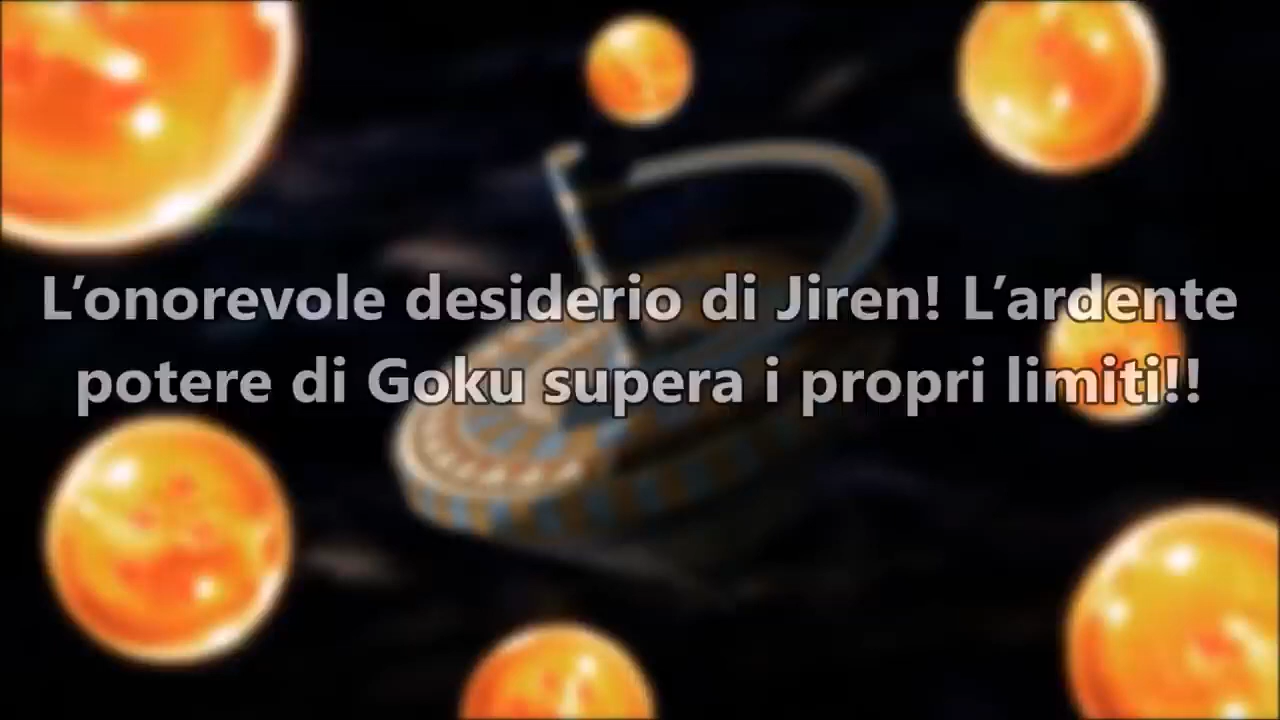 L’onorevole desiderio di Jiren! L’ardente
potere di Goku supera i propri limiti!!